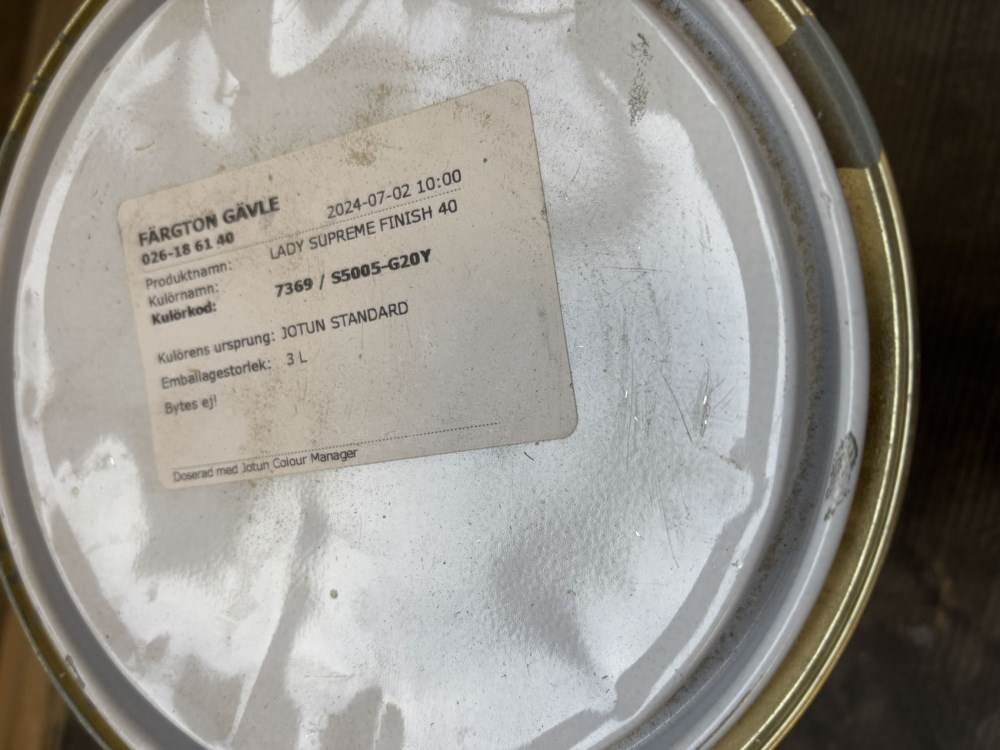 FÄRGTON GÄVLE
026-18 61 40 2024-07-02 10:00
Produktnamn: LADY SUPREME FINISH 40
Kulörnamn:
Kulörkod: 7369 / S5005-G20Y
Kulörens ursprung: JOTUN STANDARD
Emballagestorlek: 3 L
Bytes ej!
Doserad med Jotun Colour Manager